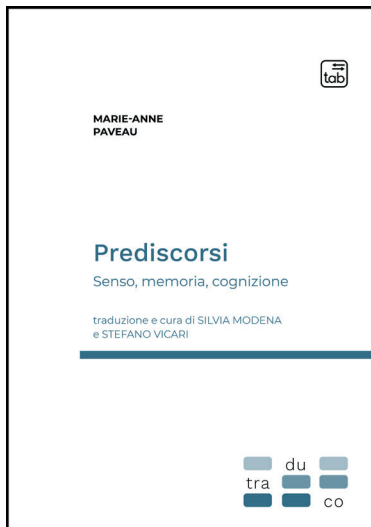 tab
MARIE-ANNE
PAVEAU
Prediscorsi
Senso, memoria, cognizione
traduzione e cura di SILVIA MODENA
e STEFANO VICARI
du
tra
co